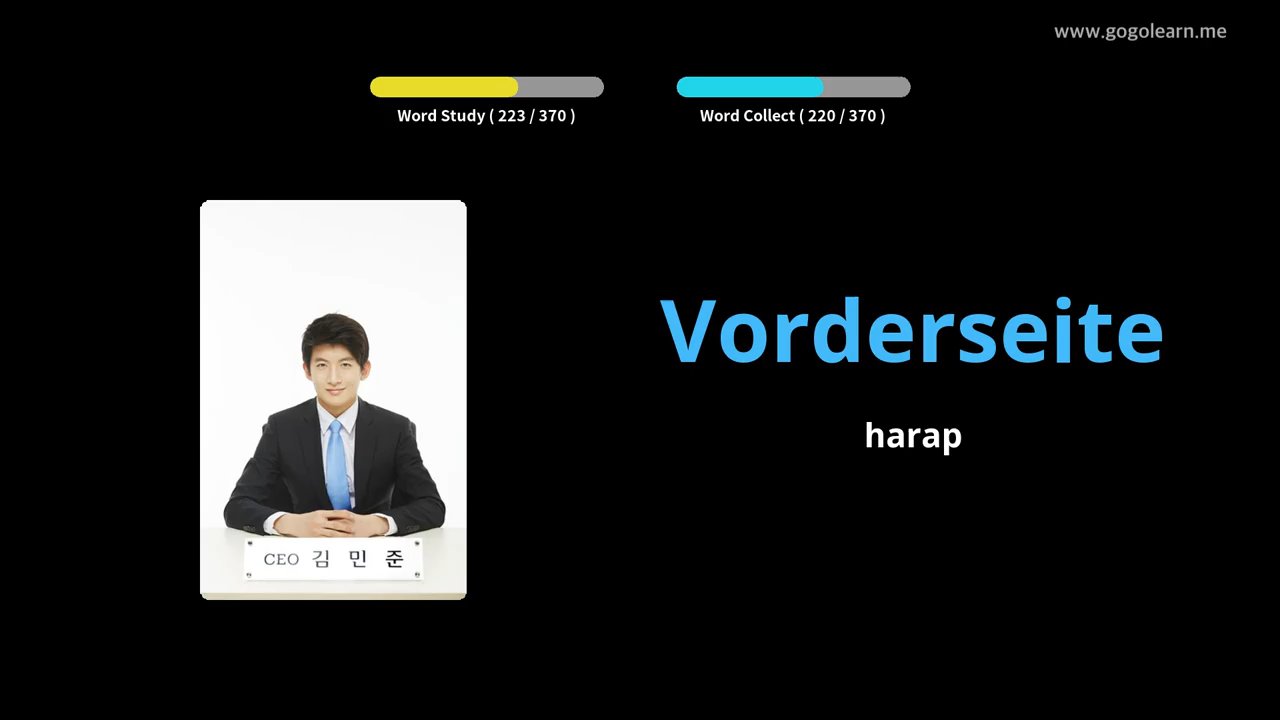 www.gogolearn.me
Word Study ( 223 / 370 )
Word Collect ( 220 / 370 )
Vorderseite
harap
CEO 김 민 준